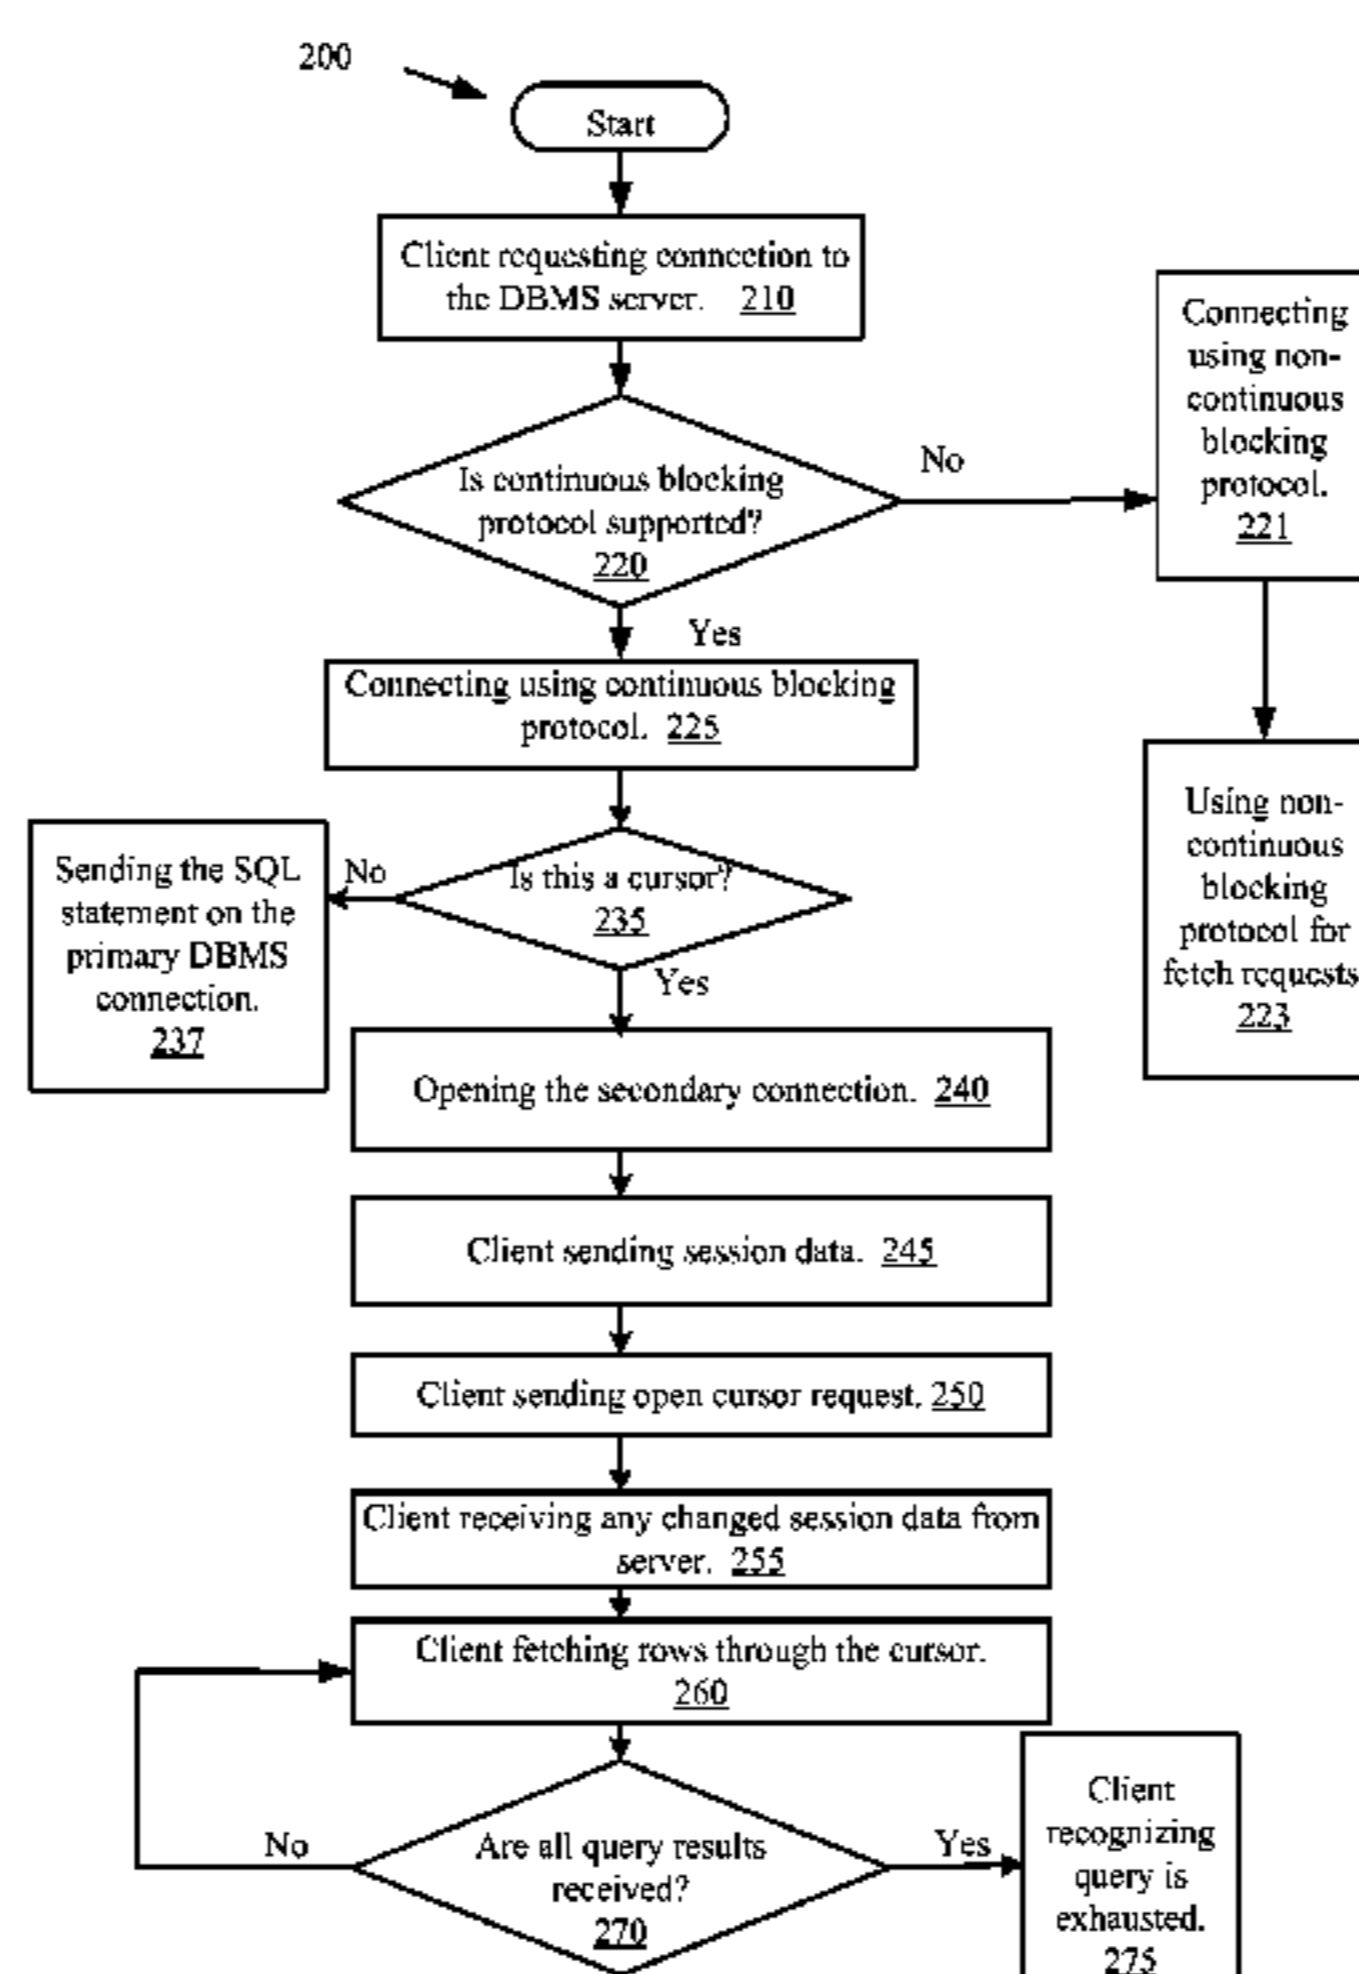 200
Start
Client requesting connection to
the DBMS server. 210
Is continuous blocking
protocol supported?
220
No
Connecting
using non-
continuous
blocking
protocol.
221
Yes
Connecting using continuous blocking
protocol. 225
Using non-
continuous
blocking
protocol for
fetch requests
223
Is this a cursor?
235
No
Sending the SQL
statement on the
primary DBMS
connection.
237
Yes
Opening the secondary connection. 240
Client sending session data. 245
Client sending open cursor request. 250
Client receiving any changed session data from
server. 255
Client fetching rows through the cursor.
260
Are all query results
received?
270
No
Yes
Client
recognizing
query is
exhausted.
275